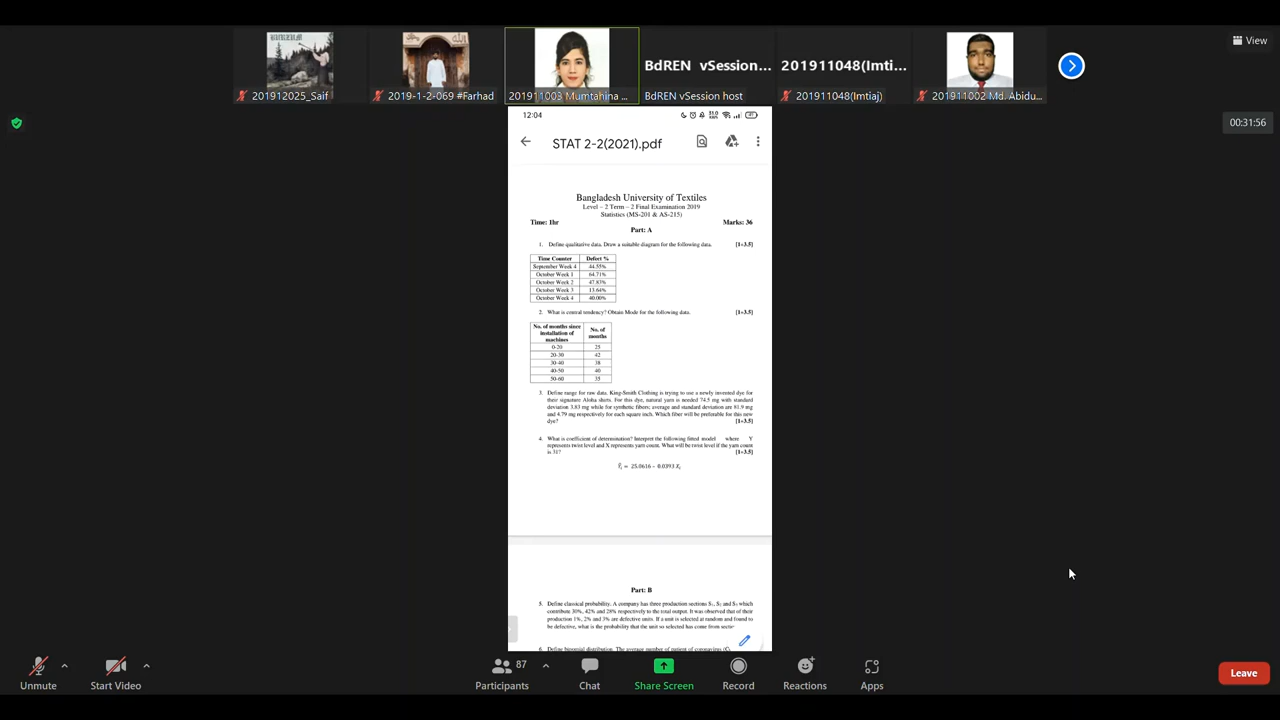 View
BdREN vSession...
201911048(Imti...
201912025_Saif
2019-1-2-069 #Farhad
201911003 Mumtahina ...
BdREN vSession host
201911048(Imtiaj)
201911002 Md. Abidu...
00:31:56
12:04
STAT 2-2(2021).pdf
Bangladesh University of Textiles
Level – 2 Term – 2 Final Examination 2019
Statistics (MS-201 & AS-215)
Time: 1hr Marks: 36
Part: A
1. Define qualitative data. Draw a suitable diagram for the following data. [1+3.5]
Time Counter Defect %
September Week 4 44.55%
October Week 1 64.71%
October Week 2 47.83%
October Week 3 13.64%
October Week 4 40.00%
2. What is central tendency? Obtain Mode for the following data. [1+3.5]
No. of months since
installation of
machines
No. of
months
0-20 25
20-30 42
30-40 38
40-50 40
50-60 35
3. Define range for raw data. King-Smith Clothing is trying to use a newly invented dye for
their signature Aloha shirts. For this dye, natural yarn is needed 74.5 mg with standard
deviation 3.83 mg while for synthetic fibers; average and standard deviation are 81.9 mg
and 4.79 mg respectively for each square inch. Which fiber will be preferable for this new
dye? [1+3.5]
4. What is coefficient of determination? Interpret the following fitted model where Y
represents twist level and X represents yarn count. What will be twist level if the yarn count
is 31? [1+3.5]
Ŷᵢ = 25.0616 - 0.0393 Xᵢ
Part: B
5. Define classical probability. A company has three production sections S₁, S₂ and S₃ which
contribute 30%, 42% and 28% respectively to the total output. It was observed that of their
production 1%, 2% and 3% are defective units. If a unit is selected at random and found to
be defective, what is the probability that the unit so selected has come from sectio
6. Define binomial distribution. The average number of patient of coronavirus (C
Unmute
Start Video
87
Participants
Chat
Share Screen
Record
Reactions
Apps
Leave